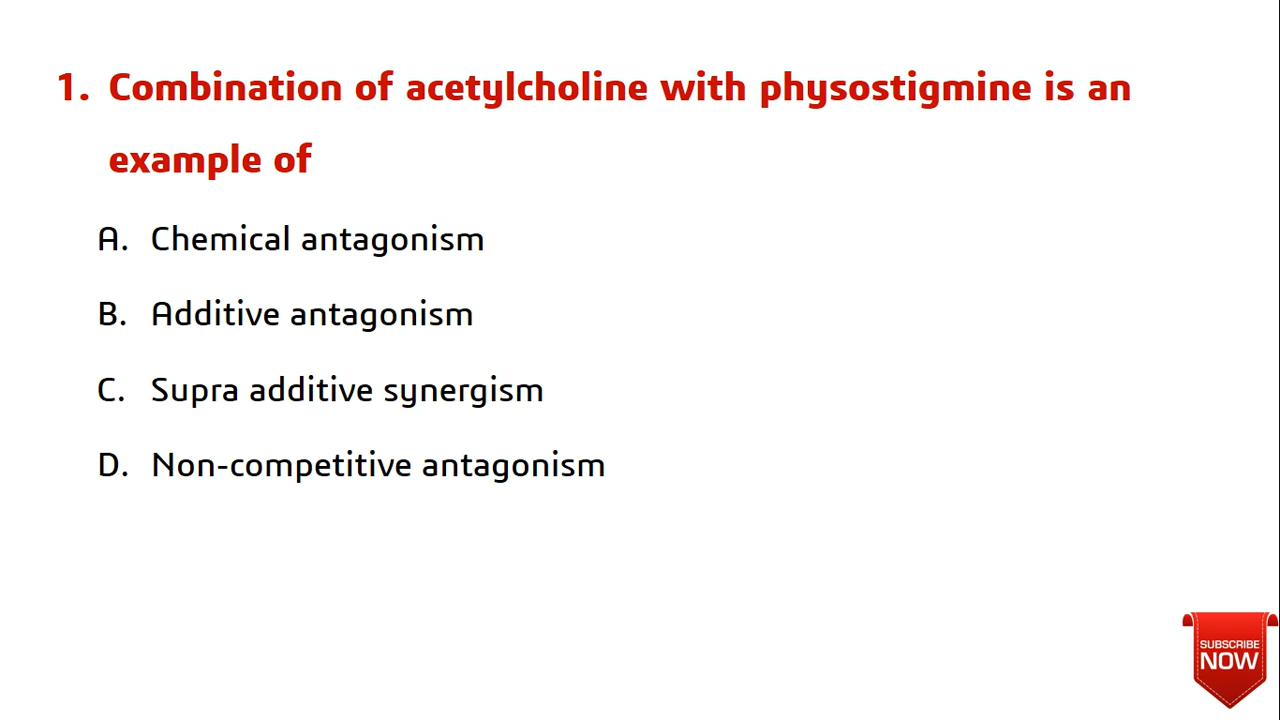 1. Combination of acetylcholine with physostigmine is an
example of
A. Chemical antagonism
B. Additive antagonism
C. Supra additive synergism
D. Non-competitive antagonism
SUBSCRIBE
NOW